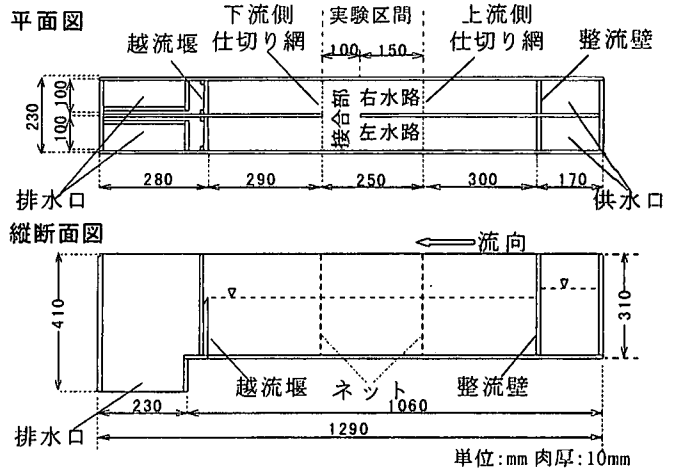 平面図
下流側
仕切り網
実験区間
上流側
仕切り網
越流堰
整流壁
100
150
230
100
100
接合部
右水路
左水路
280
290
250
300
170
排水口
供水口
縦断面図
流向
410
310
越流堰
ネット
整流壁
230
1060
排水口
1290
単位:mm 肉厚:10mm